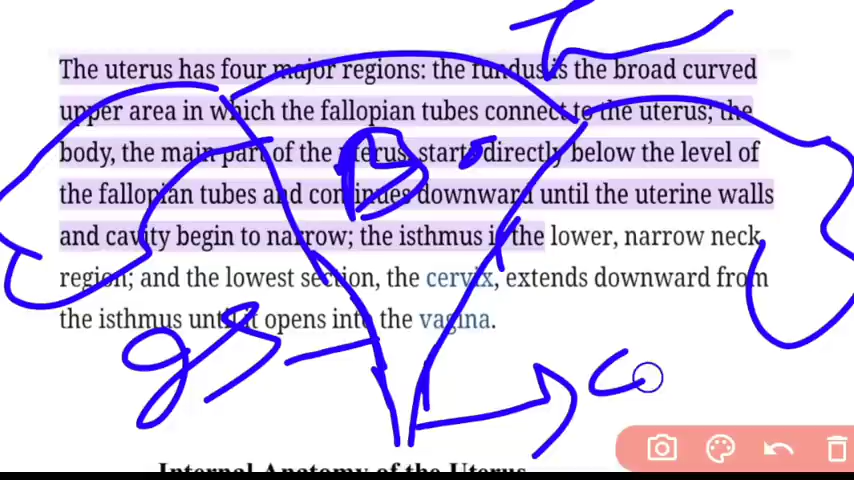 The uterus has four major regions: the fundus is the broad curved
upper area in which the fallopian tubes connect to the uterus; the
body, the main part of the uterus, starts directly below the level of
the fallopian tubes and continues downward until the uterine walls
and cavity begin to narrow; the isthmus is the lower, narrow neck
region; and the lowest section, the cervix, extends downward from
the isthmus until it opens into the vagina.
B.
Internal Anatomy of the Uterus